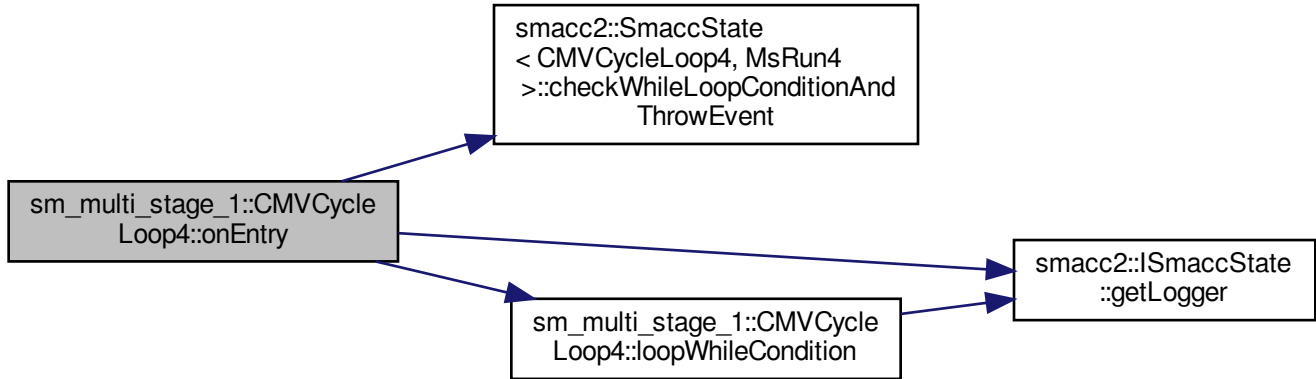 smacc2::SmaccState
< CMVCycleLoop4, MsRun4
>::checkWhileLoopConditionAnd
ThrowEvent
sm_multi_stage_1::CMVCycle
Loop4::onEntry
smacc2::ISmaccState
::getLogger
sm_multi_stage_1::CMVCycle
Loop4::loopWhileCondition